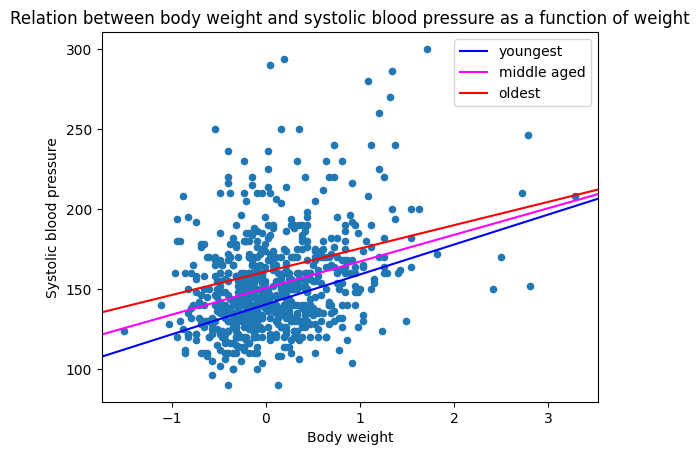 Relation between body weight and systolic blood pressure as a function of weight
300
250
200
150
100
Systolic blood pressure
youngest
middle aged
oldest
−1
0
1
2
3
Body weight